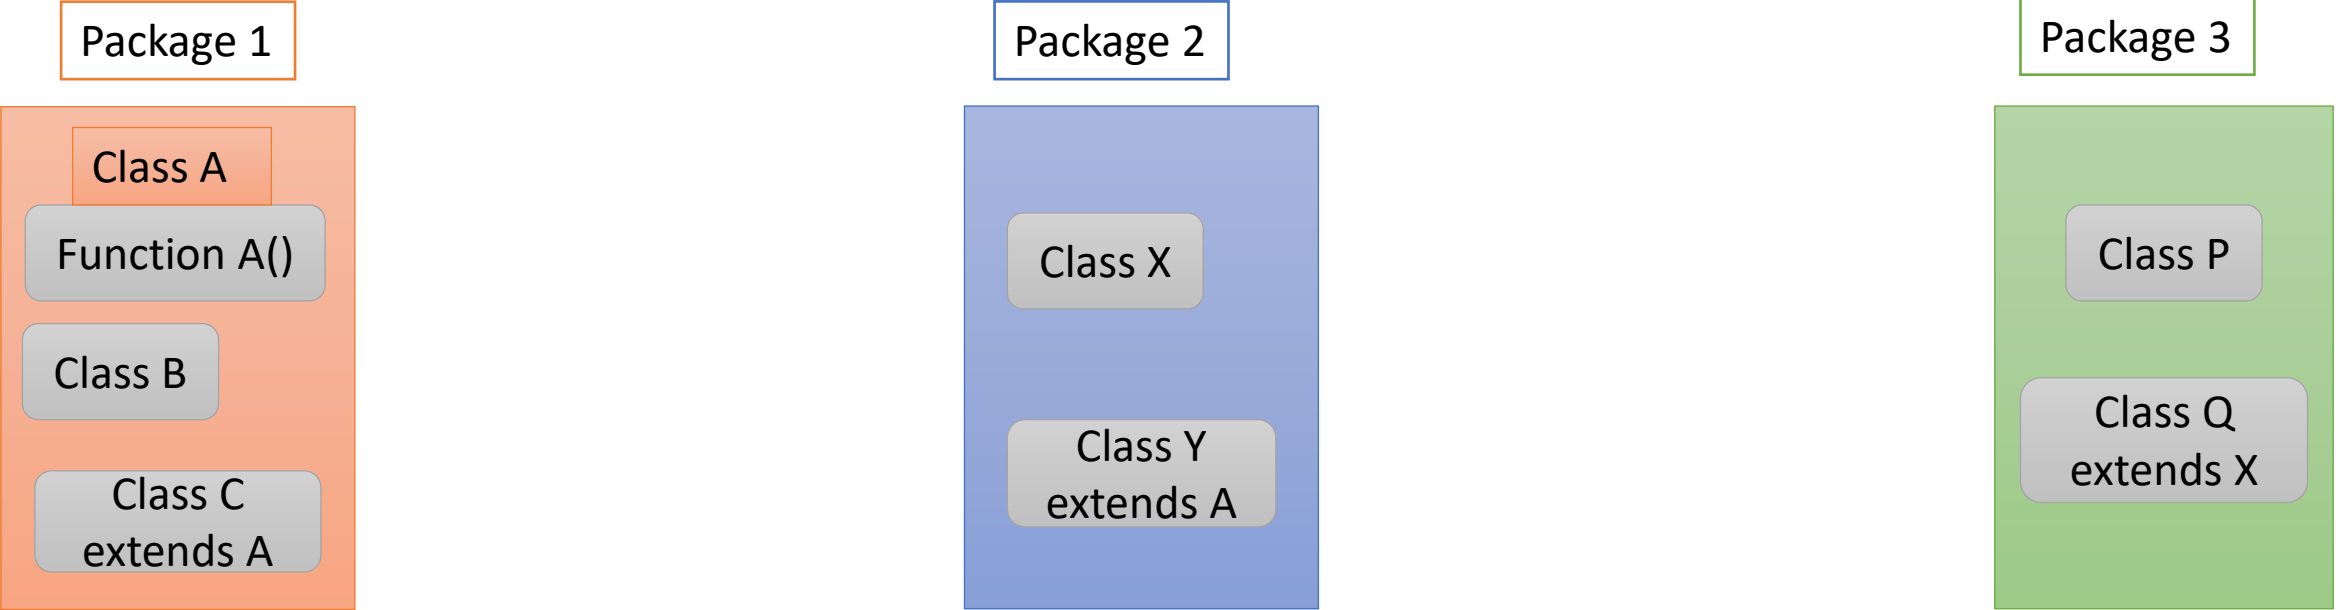 Package 1
Class A
Function A()
Class B
Class C
extends A
Package 2
Class X
Class Y
extends A
Package 3
Class P
Class Q
extends X